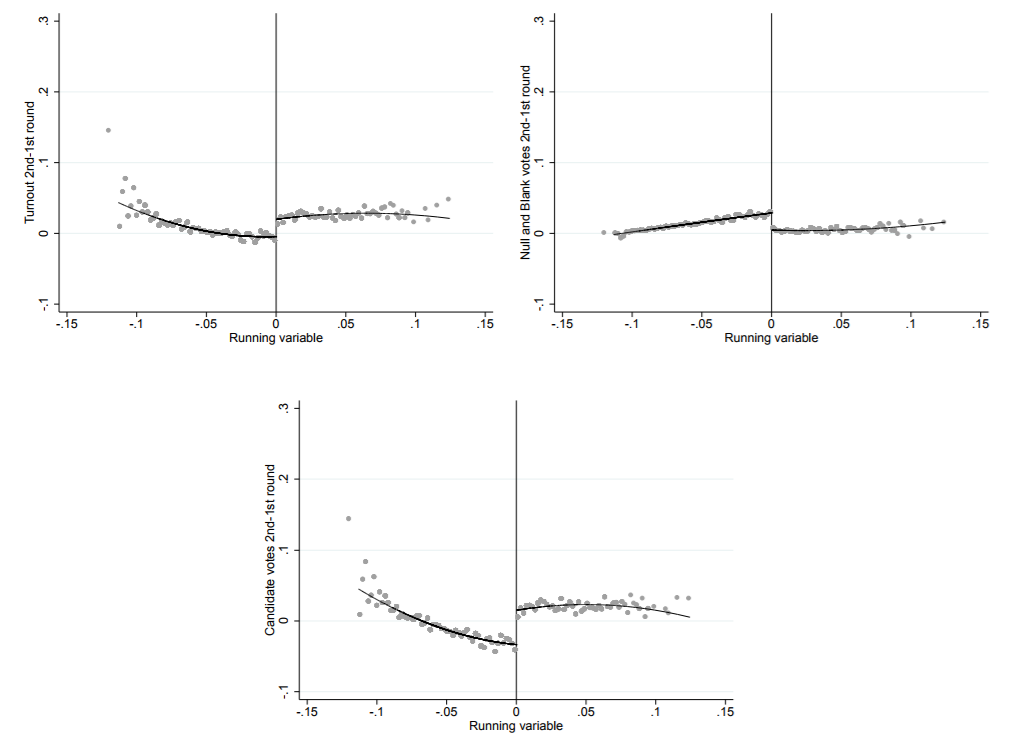 Turnout 2nd-1st round
.3
.2
.1
0
-.1
-.15 -.1 -.05 0 .05 .1 .15
Running variable
Null and Blank votes 2nd-1st round
.3
.2
.1
0
-.1
-.15 -.1 -.05 0 .05 .1 .15
Running variable
Candidate votes 2nd-1st round
.3
.2
.1
0
-.1
-.15 -.1 -.05 0 .05 .1 .15
Running variable